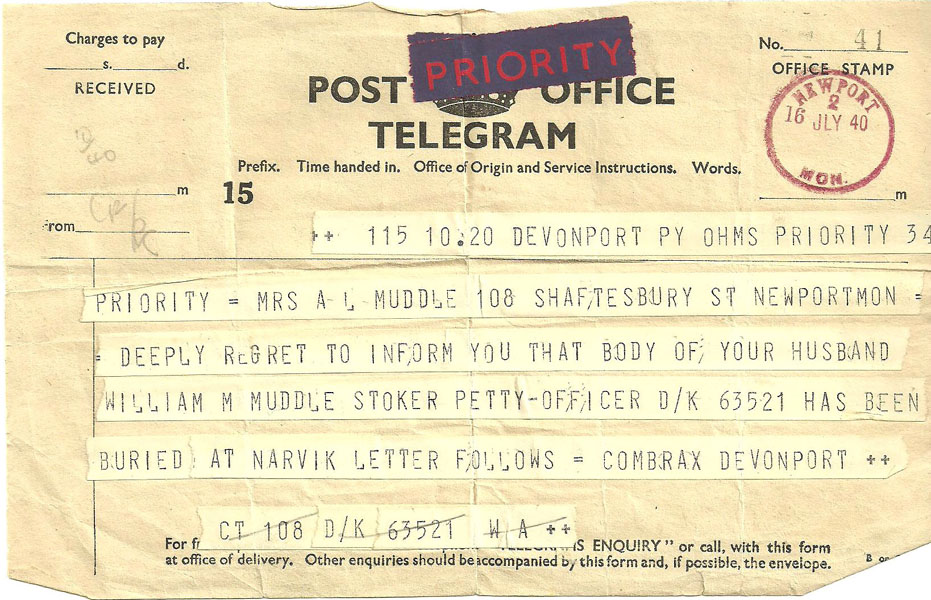 Charges to pay
s. d.
RECEIVED
PRIORITY
POST OFFICE
TELEGRAM
No. 41
OFFICE STAMP
NEWPORT
2
16 JLY 40
MON.
Prefix. Time handed in. Office of Origin and Service Instructions. Words.
m
15
m
From
++ 115 10.20 DEVONPORT PY OHMS PRIORITY 34
PRIORITY = MRS A L MUDDLE 108 SHAFTESBURY ST NEWPORTMON =
= DEEPLY REGRET TO INFORM YOU THAT BODY OF YOUR HUSBAND
WILLIAM M MUDDLE STOKER PETTY-OFFICER D/K 63521 HAS BEEN
BURIED AT NARVIK LETTER FOLLOWS = COMBRAX DEVONPORT ++
CT 108 D/K 63521 W A ++
For ENQUIRY" or call, with this form
at office of delivery. Other enquiries should be accompanied by this form and, if possible, the envelope.